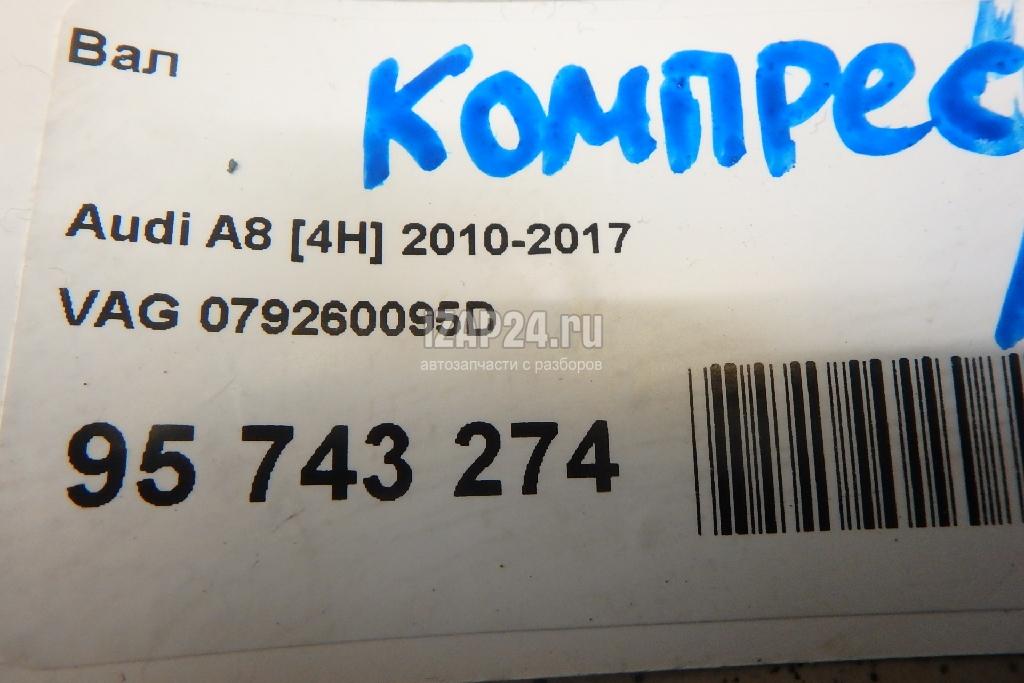 Вал
Компрес
Audi A8 [4H] 2010-2017
VAG 079260095D
IZAP24.ru
автозапчасти с разборов
95 743 274